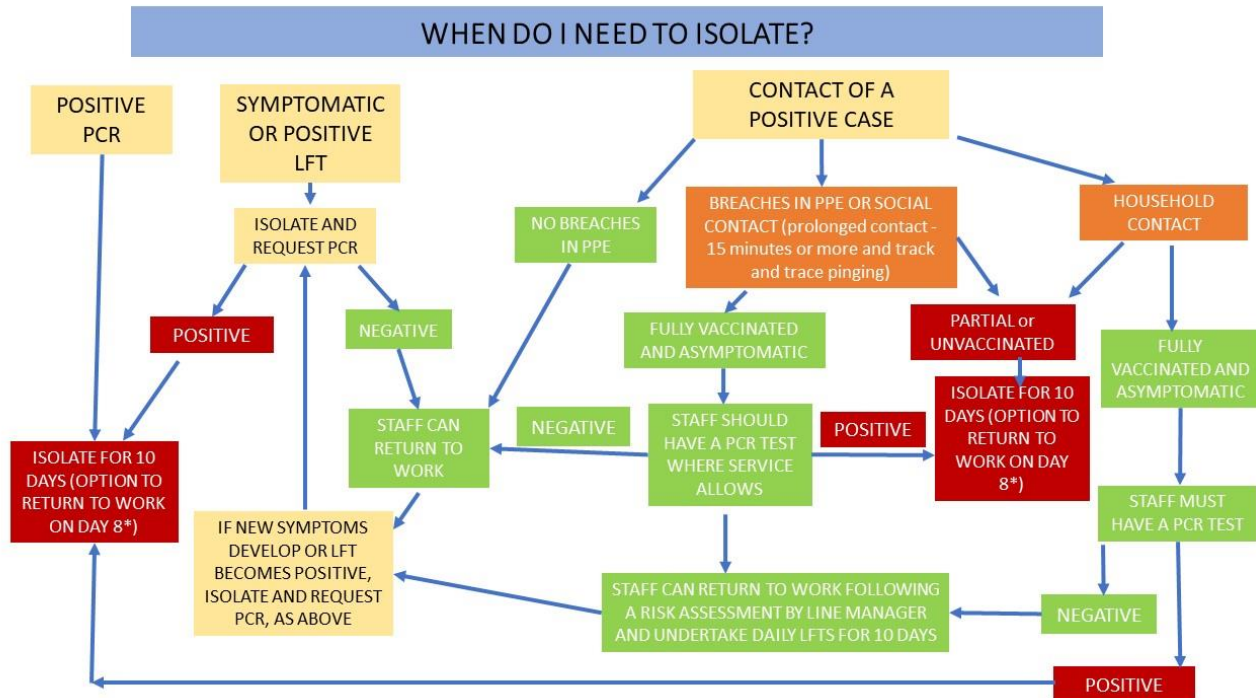 WHEN DO I NEED TO ISOLATE?
POSITIVE
PCR
SYMPTOMATIC
OR POSITIVE
LFT
CONTACT OF A
POSITIVE CASE
ISOLATE AND
REQUEST PCR
NO BREACHES
IN PPE
BREACHES IN PPE OR SOCIAL
CONTACT (prolonged contact -
15 minutes or more and track
and trace pinging)
HOUSEHOLD
CONTACT
POSITIVE
NEGATIVE
FULLY VACCINATED
AND ASYMPTOMATIC
PARTIAL or
UNVACCINATED
FULLY
VACCINATED AND
ASYMPTOMATIC
ISOLATE FOR 10
DAYS (OPTION TO
RETURN TO WORK
ON DAY 8*)
STAFF CAN
RETURN TO
WORK
NEGATIVE
STAFF SHOULD
HAVE A PCR TEST
WHERE SERVICE
ALLOWS
POSITIVE
ISOLATE FOR 10
DAYS (OPTION TO
RETURN TO
WORK ON DAY
8*)
STAFF MUST
HAVE A PCR TEST
IF NEW SYMPTOMS
DEVELOP OR LFT
BECOMES POSITIVE,
ISOLATE AND REQUEST
PCR, AS ABOVE
STAFF CAN RETURN TO WORK FOLLOWING
A RISK ASSESSMENT BY LINE MANAGER
AND UNDERTAKE DAILY LFTS FOR 10 DAYS
NEGATIVE
POSITIVE